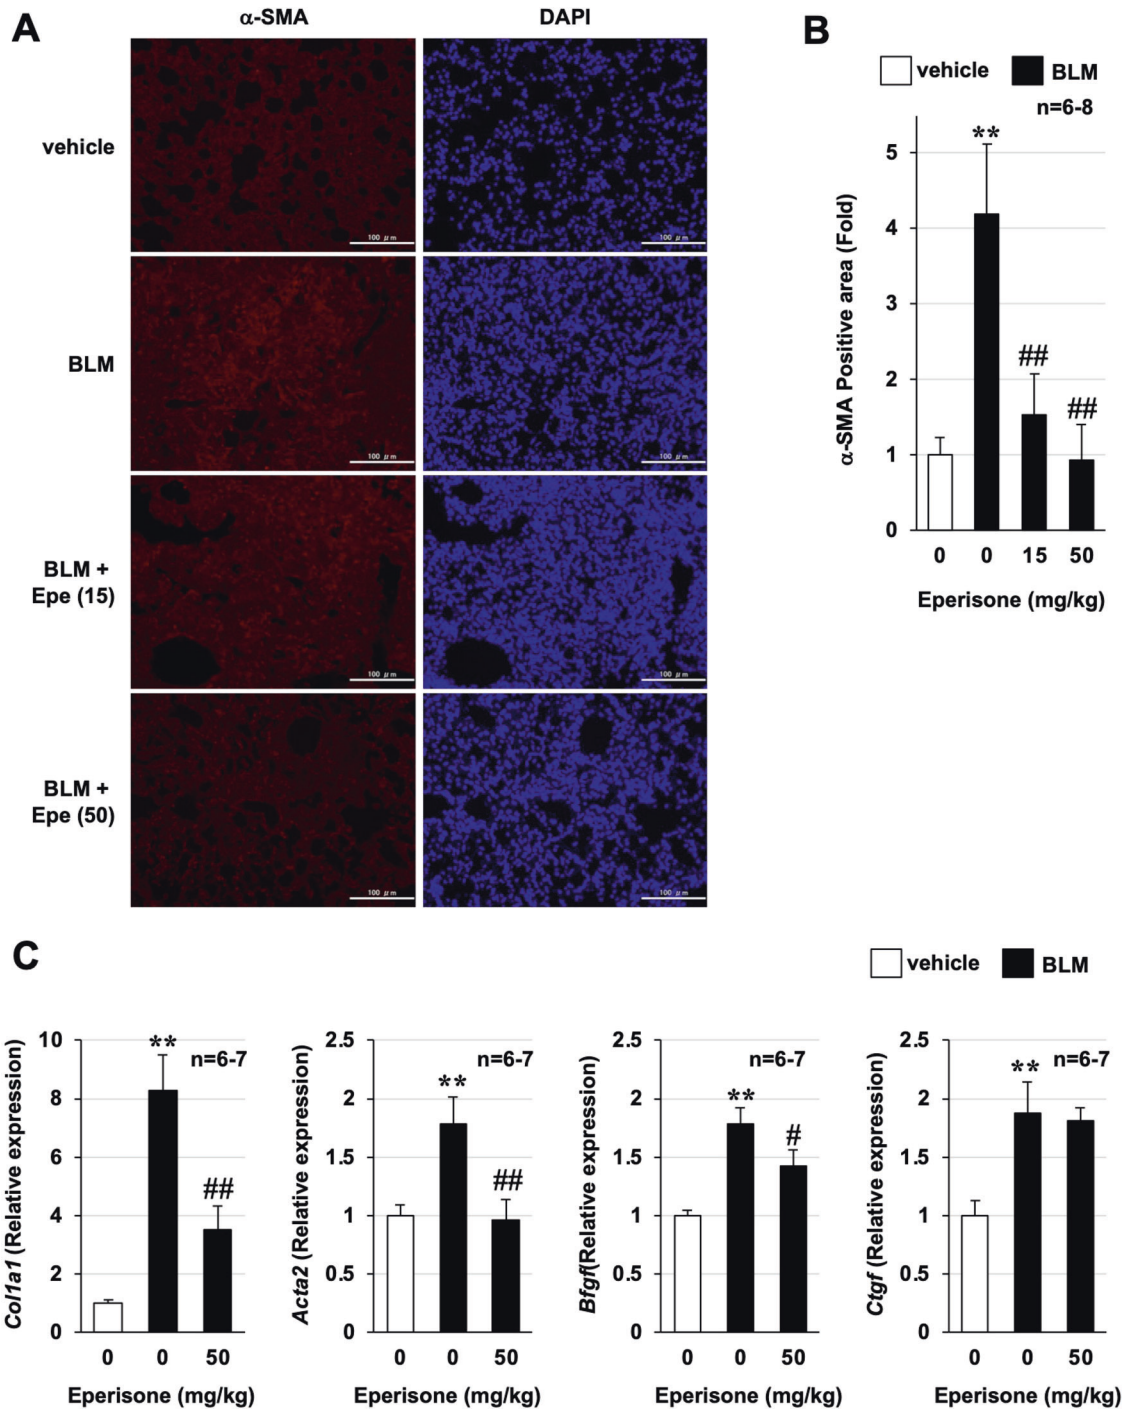 A
α-SMA
DAPI
vehicle
100 μm
100 μm
BLM
100 μm
100 μm
BLM +
Epe (15)
100 μm
100 μm
BLM +
Epe (50)
100 μm
100 μm
B
vehicle
BLM
n=6-8
α-SMA Positive area (Fold)
5
4
3
2
1
0
**
##
##
0 0 15 50
Eperisone (mg/kg)
C
vehicle
BLM
Col1a1 (Relative expression)
10
8
6
4
2
0
**
n=6-7
##
0 0 50
Eperisone (mg/kg)
Acta2 (Relative expression)
2.5
2
1.5
1
0.5
0
**
n=6-7
##
0 0 50
Eperisone (mg/kg)
Bfgf(Relative expression)
2.5
2
1.5
1
0.5
0
**
n=6-7
#
0 0 50
Eperisone (mg/kg)
Ctgf (Relative expression)
2.5
2
1.5
1
0.5
0
**
n=6-7
0 0 50
Eperisone (mg/kg)